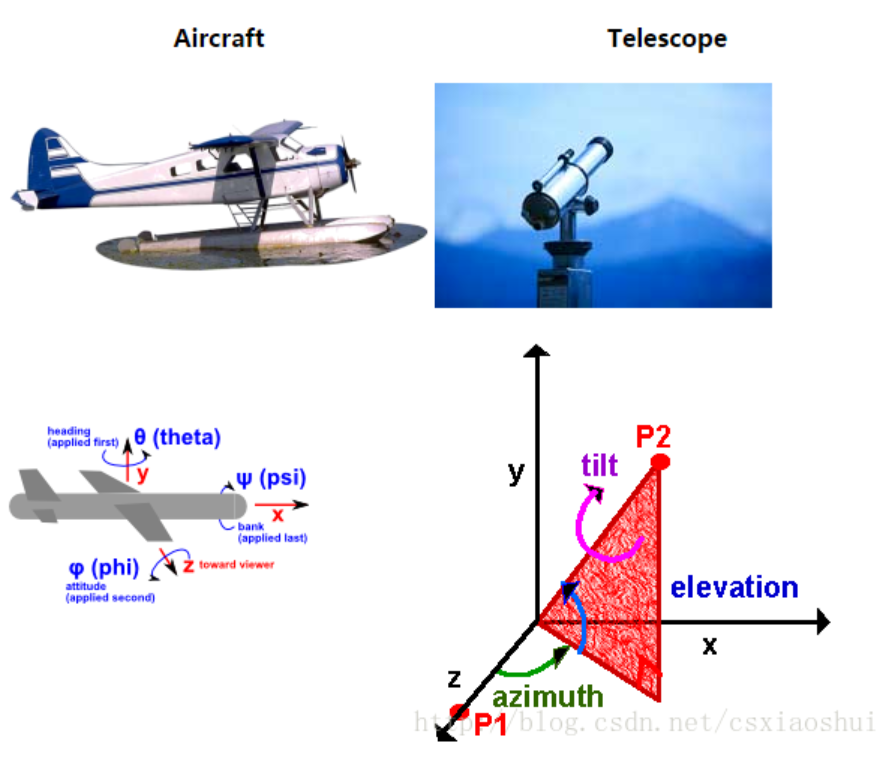 Aircraft
Telescope
heading
(applied first)
θ (theta)
y
ψ (psi)
x
bank
(applied last)
φ (phi)
z toward viewer
attitude
(applied second)
y
P2
tilt
elevation
x
z
azimuth
P1
http://blog.csdn.net/csxiaoshui